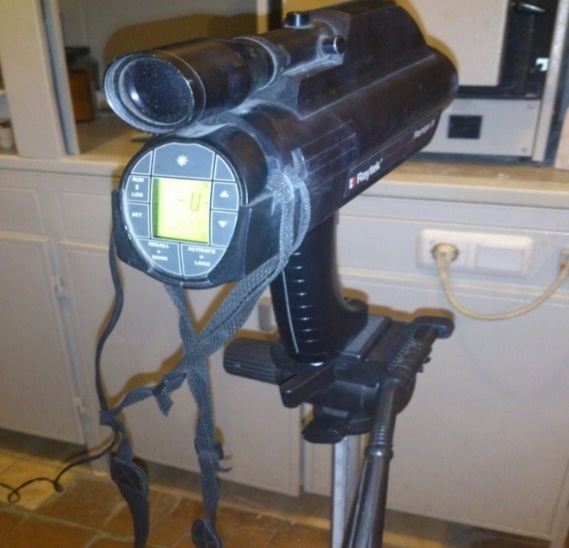 RUN
LOG
SET
RECALL
MODE
ACTIVATE
LOCK
Raytek